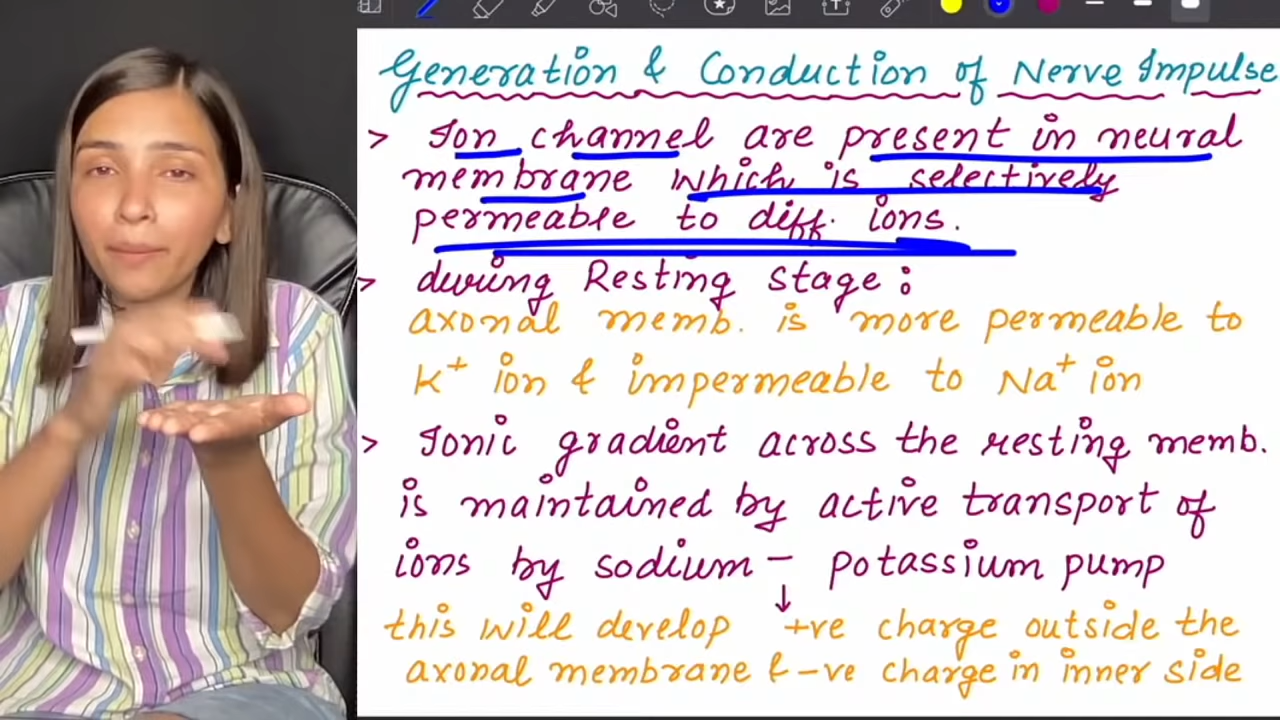 Generation & Conduction of Nerve Impulse
> Ion channel are present in neural
membrane which is selectively
permeable to diff. ions.
> during Resting stage :
axonal memb. is more permeable to
K+ ion & impermeable to Na+ ion
> Ionic gradient across the resting memb.
is maintained by active transport of
ions by sodium – potassium pump
↓
this will develop +ve charge outside the
axonal membrane & -ve charge in inner side